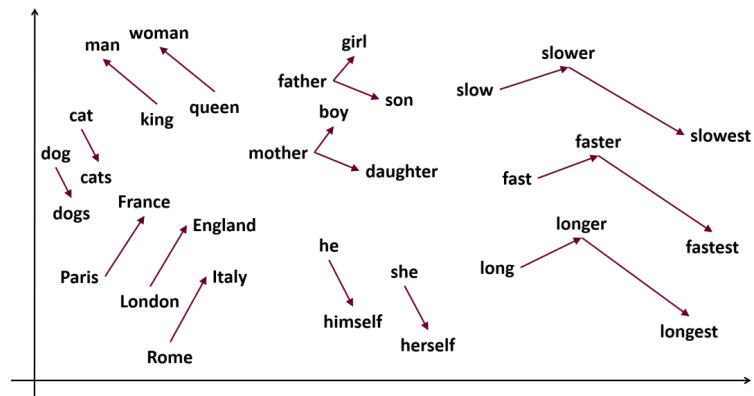 man
woman
king
queen
cat
cats
dog
dogs
France
Paris
England
London
Italy
Rome
girl
father
son
boy
mother
daughter
he
himself
she
herself
slower
slow
slowest
faster
fast
fastest
longer
long
longest